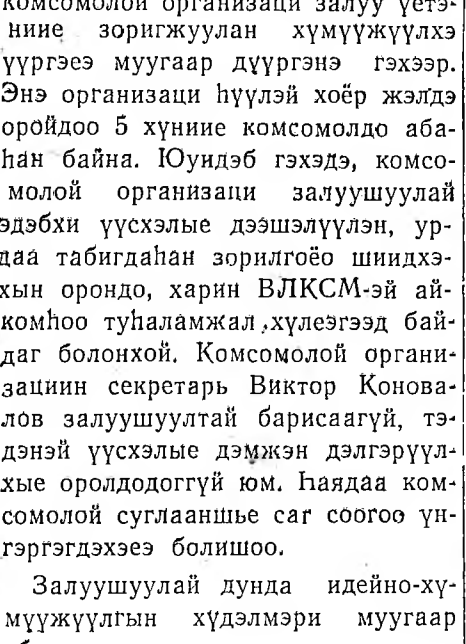 комсомолой организаци залуу үетэ-
ниие зоригжуулан хүмүүжүүлхэ
үүргэеэ муугаар дүүргэнэ гэхээр.
Энэ организаци һүүлэй хоёр жэлдэ
оройдоо 5 хүниие комсомолдо аба-
һан байна. Юуидэб гэхэдэ, комсо-
молой организаци залуушуулай
эдэбхи үүсхэлые дээшэлүүлэн, ур-
даа табигдаһан зорилгоёо шиидхэ-
хын орондо, харин ВЛКСМ-эй ай-
комһоо туһаламжал хүлеэгээд бай-
даг болонхой. Комсомолой органи-
зациин секретарь Виктор Конова-
лов залуушуултай барисаагүй, тэ-
дэнэй үүсхэлые дэмжэн дэлгэрүүл-
хые оролдодоггүй юм. Һаядаа ком-
сомолой суглааншье саг соогоо үн-
гэргэгдэхэеэ болишоо.
Залуушуулай дунда идейно-хү-
мүүжүүлгын хүдэлмэри муугаар